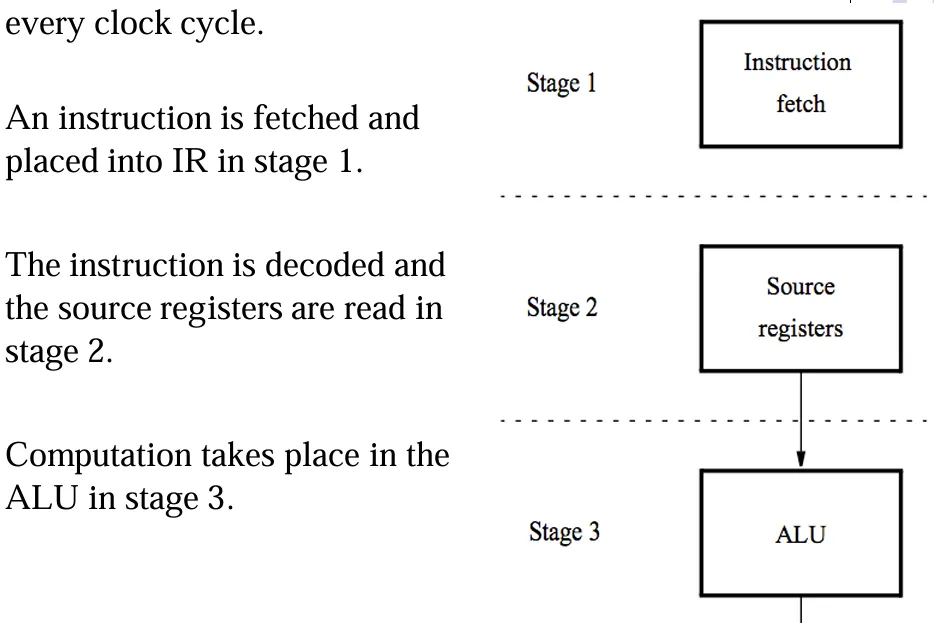 every clock cycle.
An instruction is fetched and
placed into IR in stage 1.
The instruction is decoded and
the source registers are read in
stage 2.
Computation takes place in the
ALU in stage 3.
Stage 1
Instruction
fetch
Stage 2
Source
registers
Stage 3
ALU